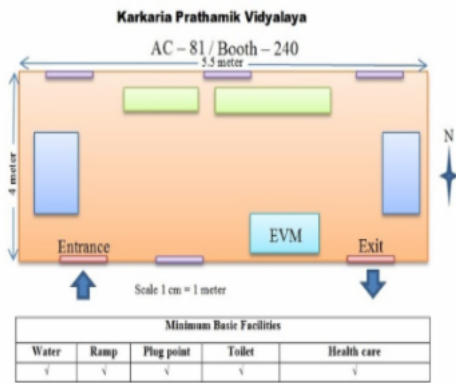 Karkaria Prathamik Vidyalaya
AC – 81 / Booth – 240
5.5 meter
4 meter
N
EVM
Entrance
Exit
Scale 1 cm = 1 meter
Minimum Basic Facilities
Water Ramp Plug point Toilet Health care
√ √ √ √ √